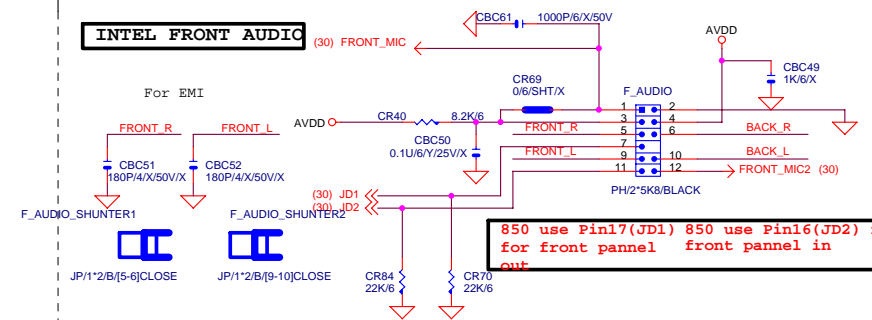 CBC61
1000P/6/X/50V
INTEL FRONT AUDIO
(30) FRONT_MIC
AVDD
CR69
0/6/SHT/X
CBC49
1K/6/X
For EMI
F_AUDIO
AVDD
CR40
8.2K/6
1
2
3
4
5
6
7
9
10
11
12
FRONT_R
FRONT_L
FRONT_R
BACK_R
CBC50
0.1U/6/Y/25V/X
FRONT_L
BACK_L
FRONT_MIC2 (30)
CBC51
180P/4/X/50V/X
CBC52
180P/4/X/50V/X
PH/2*5K8/BLACK
(30) JD1
(30) JD2
F_AUDIO_SHUNTER1
F_AUDIO_SHUNTER2
850 use Pin17(JD1)
for front pannel
out
850 use Pin16(JD2)
front pannel in
JP/1*2/B/[5-6]CLOSE
JP/1*2/B/[9-10]CLOSE
CR84
22K/6
CR70
22K/6